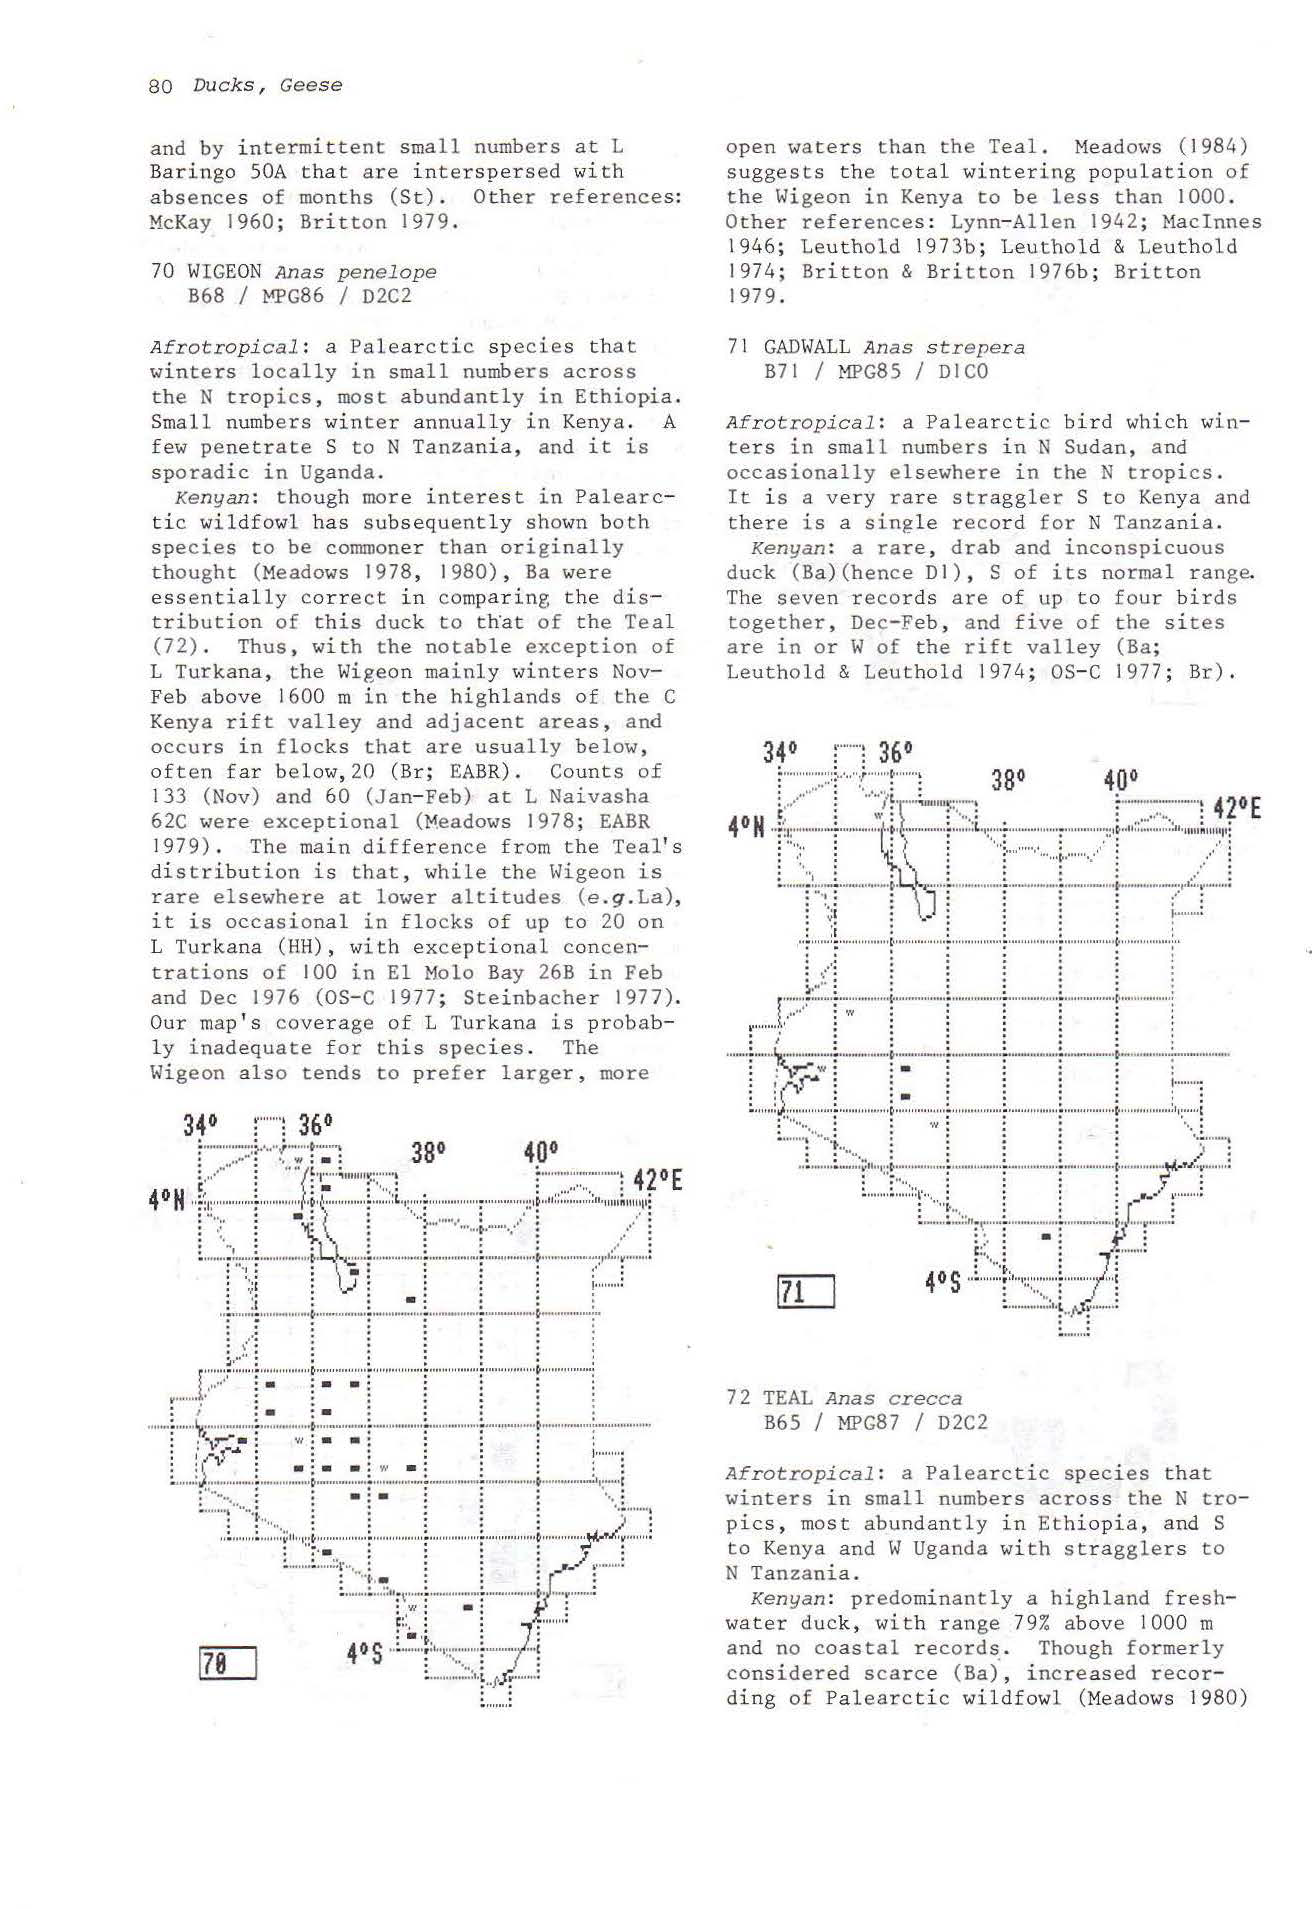 80 Ducks, Geese
and by intermittent small numbers at L
Baringo 50A that are interspersed with
absences of months (St). Other references:
McKay 1960; Britton 1979.
70 WIGEON Anas penelope
B68 / MPG86 / D2C2
Afrotropical: a Palearctic species that
winters locally in small numbers across
the N tropics, most abundantly in Ethiopia.
Small numbers winter annually in Kenya. A
few penetrate S to N Tanzania, and it is
sporadic in Uganda.
Kenyan: though more interest in Palearc-
tic wildfowl has subsequently shown both
species to be commoner than originally
thought (Meadows 1978, 1980), Ba were
essentially correct in comparing the dis-
tribution of this duck to that of the Teal
(72). Thus, with the notable exception of
L Turkana, the Wigeon mainly winters Nov-
Feb above 1600 m in the highlands of the C
Kenya rift valley and adjacent areas, and
occurs in flocks that are usually below,
often far below, 20 (Br; EABR). Counts of
133 (Nov) and 60 (Jan-Feb) at L Naivasha
62C were exceptional (Meadows 1978; EABR
1979). The main difference from the Teal's
distribution is that, while the Wigeon is
rare elsewhere at lower altitudes (e.g.La),
it is occasional in flocks of up to 20 on
L Turkana (HH), with exceptional concen-
trations of 100 in El Molo Bay 26B in Feb
and Dec 1976 (OS-C 1977; Steinbacher 1977).
Our map's coverage of L Turkana is probab-
ly inadequate for this species. The
Wigeon also tends to prefer larger, more
34° 36°
38° 40°
42°E
4°N
W
W
W
W
4°S
70
open waters than the Teal. Meadows (1984)
suggests the total wintering population of
the Wigeon in Kenya to be less than 1000.
Other references: Lynn-Allen 1942; MacInnes
1946; Leuthold 1973b; Leuthold & Leuthold
1974; Britton & Britton 1976b; Britton
1979.
71 GADWALL Anas strepera
B71 / MPG85 / D1C0
Afrotropical: a Palearctic bird which win-
ters in small numbers in N Sudan, and
occasionally elsewhere in the N tropics.
It is a very rare straggler S to Kenya and
there is a single record for N Tanzania.
Kenyan: a rare, drab and inconspicuous
duck (Ba)(hence D1), S of its normal range.
The seven records are of up to four birds
together, Dec-Feb, and five of the sites
are in or W of the rift valley (Ba;
Leuthold & Leuthold 1974; OS-C 1977; Br).
34° 36°
38° 40°
42°E
4°N
W
W
W
W
4°S
71
72 TEAL Anas crecca
B65 / MPG87 / D2C2
Afrotropical: a Palearctic species that
winters in small numbers across the N tro-
pics, most abundantly in Ethiopia, and S
to Kenya and W Uganda with stragglers to
N Tanzania.
Kenyan: predominantly a highland fresh-
water duck, with range 79% above 1000 m
and no coastal records. Though formerly
considered scarce (Ba), increased recor-
ding of Palearctic wildfowl (Meadows 1980)